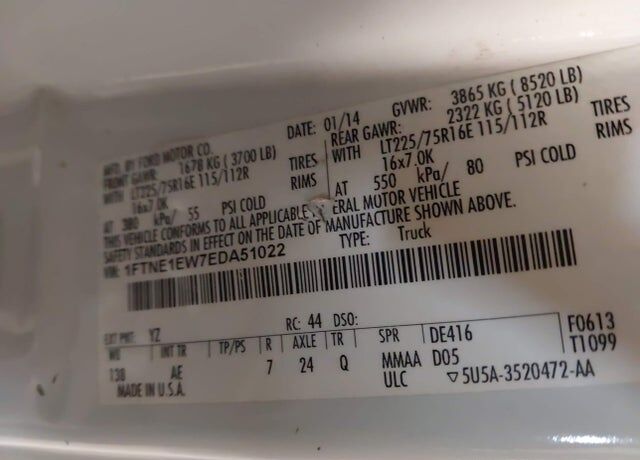 MFD. BY FORD MOTOR CO.
DATE: 01/14 GVWR: 3865 KG ( 8520 LB)
FRONT GAWR: 1678 KG ( 3700 LB) REAR GAWR: 2322 KG ( 5120 LB)
WITH LT225/75R16E 115/112R TIRES WITH LT225/75R16E 115/112R TIRES
16x7.0K RIMS 16x7.0K RIMS
AT 380 kPa/ 55 PSI COLD AT 550 kPa/ 80 PSI COLD
THIS VEHICLE CONFORMS TO ALL APPLICABLE ERAL MOTOR VEHICLE
SAFETY STANDARDS IN EFFECT ON THE DATE OF MANUFACTURE SHOWN ABOVE.
VIN: 1FTNE1EW7EDA51022 TYPE: Truck
EXT PNT: YZ RC: 44 DSO: F0613
WB INT TR TP/PS R AXLE TR SPR DE416 T1099
138 AE 7 24 Q MMAA D05
MADE IN U.S.A. ULC ▽5U5A-3520472-AA